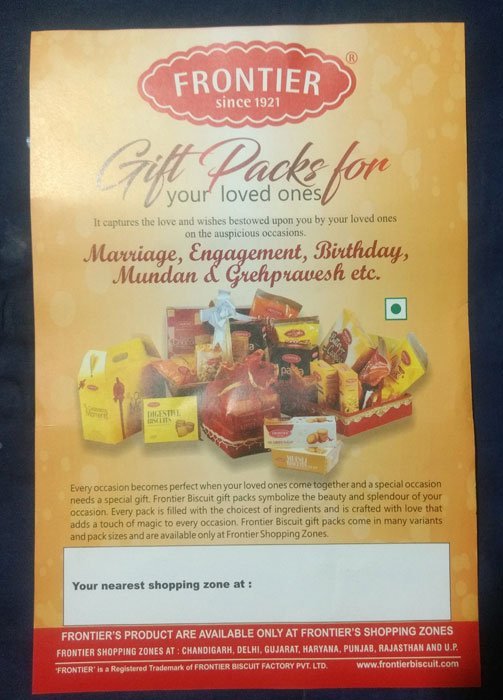 FRONTIER ®
since 1921
Gift Packs for
your loved ones
It captures the love and wishes bestowed upon you by your loved ones
on the auspicious occasions.
Marriage, Engagement, Birthday,
Mundan & Grehpravesh etc.
DIGESTIVE
BISCUITS
Every occasion becomes perfect when your loved ones come together and a special occasion
needs a special gift. Frontier Biscuit gift packs symbolize the beauty and splendour of your
occasion. Every pack is filled with the choicest of ingredients and is crafted with love that
adds a touch of magic to every occasion. Frontier Biscuit gift packs come in many variants
and pack sizes and are available only at Frontier Shopping Zones.
Your nearest shopping zone at :
FRONTIER'S PRODUCT ARE AVAILABLE ONLY AT FRONTIER'S SHOPPING ZONES
FRONTIER SHOPPING ZONES AT : CHANDIGARH, DELHI, GUJARAT, HARYANA, PUNJAB, RAJASTHAN AND U.P.
'FRONTIER' is a Registered Trademark of FRONTIER BISCUIT FACTORY PVT. LTD. www.frontierbiscuit.com